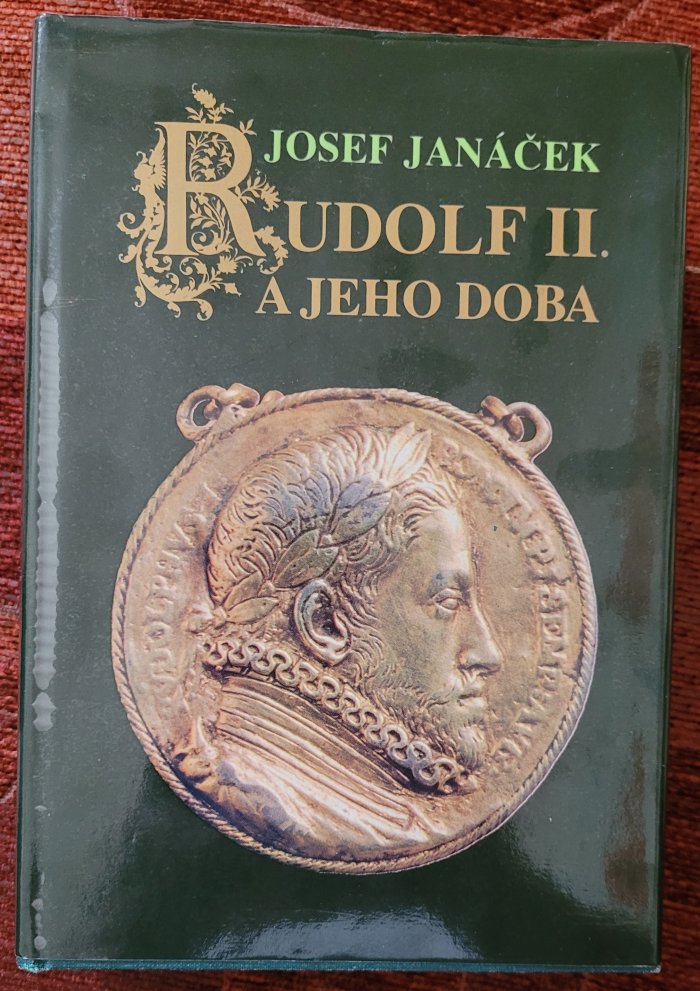 JOSEF JANÁČEK
RUDOLF II.
A JEHO DOBA